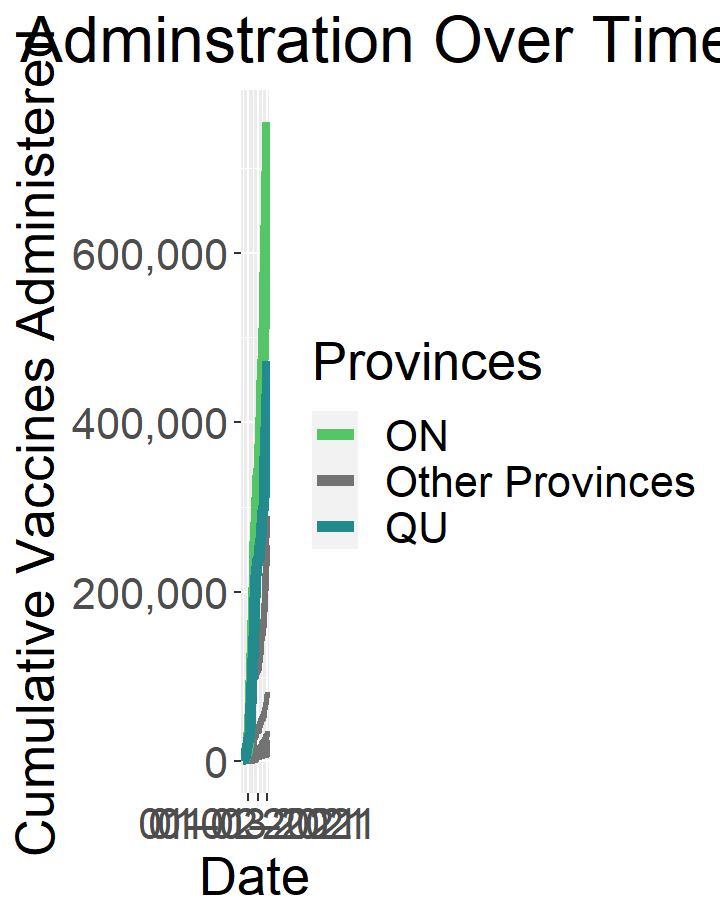 Adminstration Over Time
Cumulative Vaccines Administered
600,000
400,000
200,000
0
Provinces
ON
Other Provinces
QU
Date